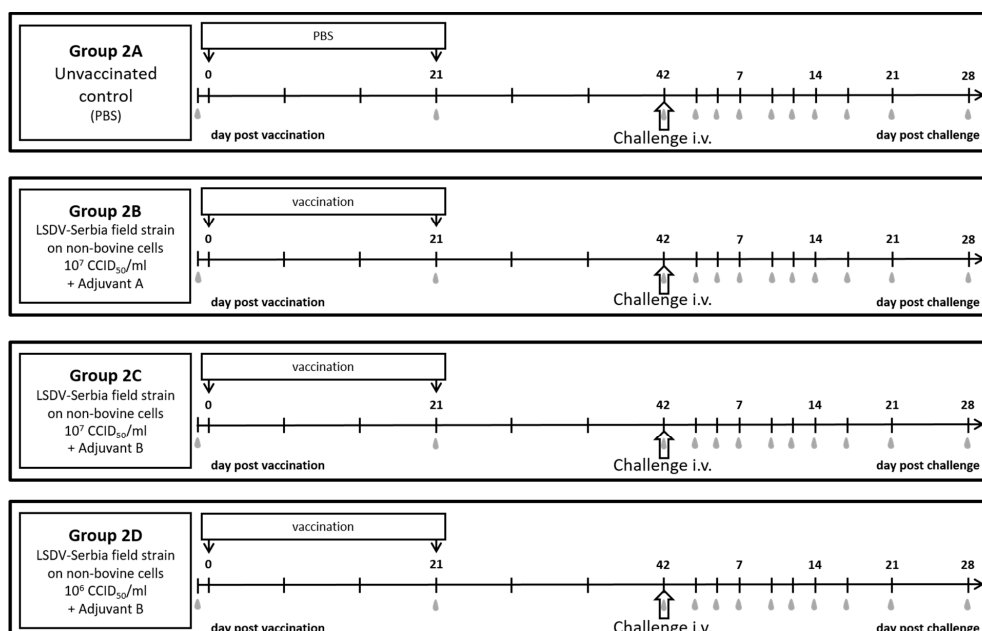 Group 2A
Unvaccinated
control
(PBS)
PBS
0 21 42 7 14 21 28
day post vaccination
Challenge i.v.
day post challenge
Group 2B
LSDV-Serbia field strain
on non-bovine cells
10⁷ CCID₅₀/ml
+ Adjuvant A
vaccination
0 21 42 7 14 21 28
day post vaccination
Challenge i.v.
day post challenge
Group 2C
LSDV-Serbia field strain
on non-bovine cells
10⁷ CCID₅₀/ml
+ Adjuvant B
vaccination
0 21 42 7 14 21 28
day post vaccination
Challenge i.v.
day post challenge
Group 2D
LSDV-Serbia field strain
on non-bovine cells
10⁶ CCID₅₀/ml
+ Adjuvant B
vaccination
0 21 42 7 14 21 28
day post vaccination
Challenge i.v.
day post challenge